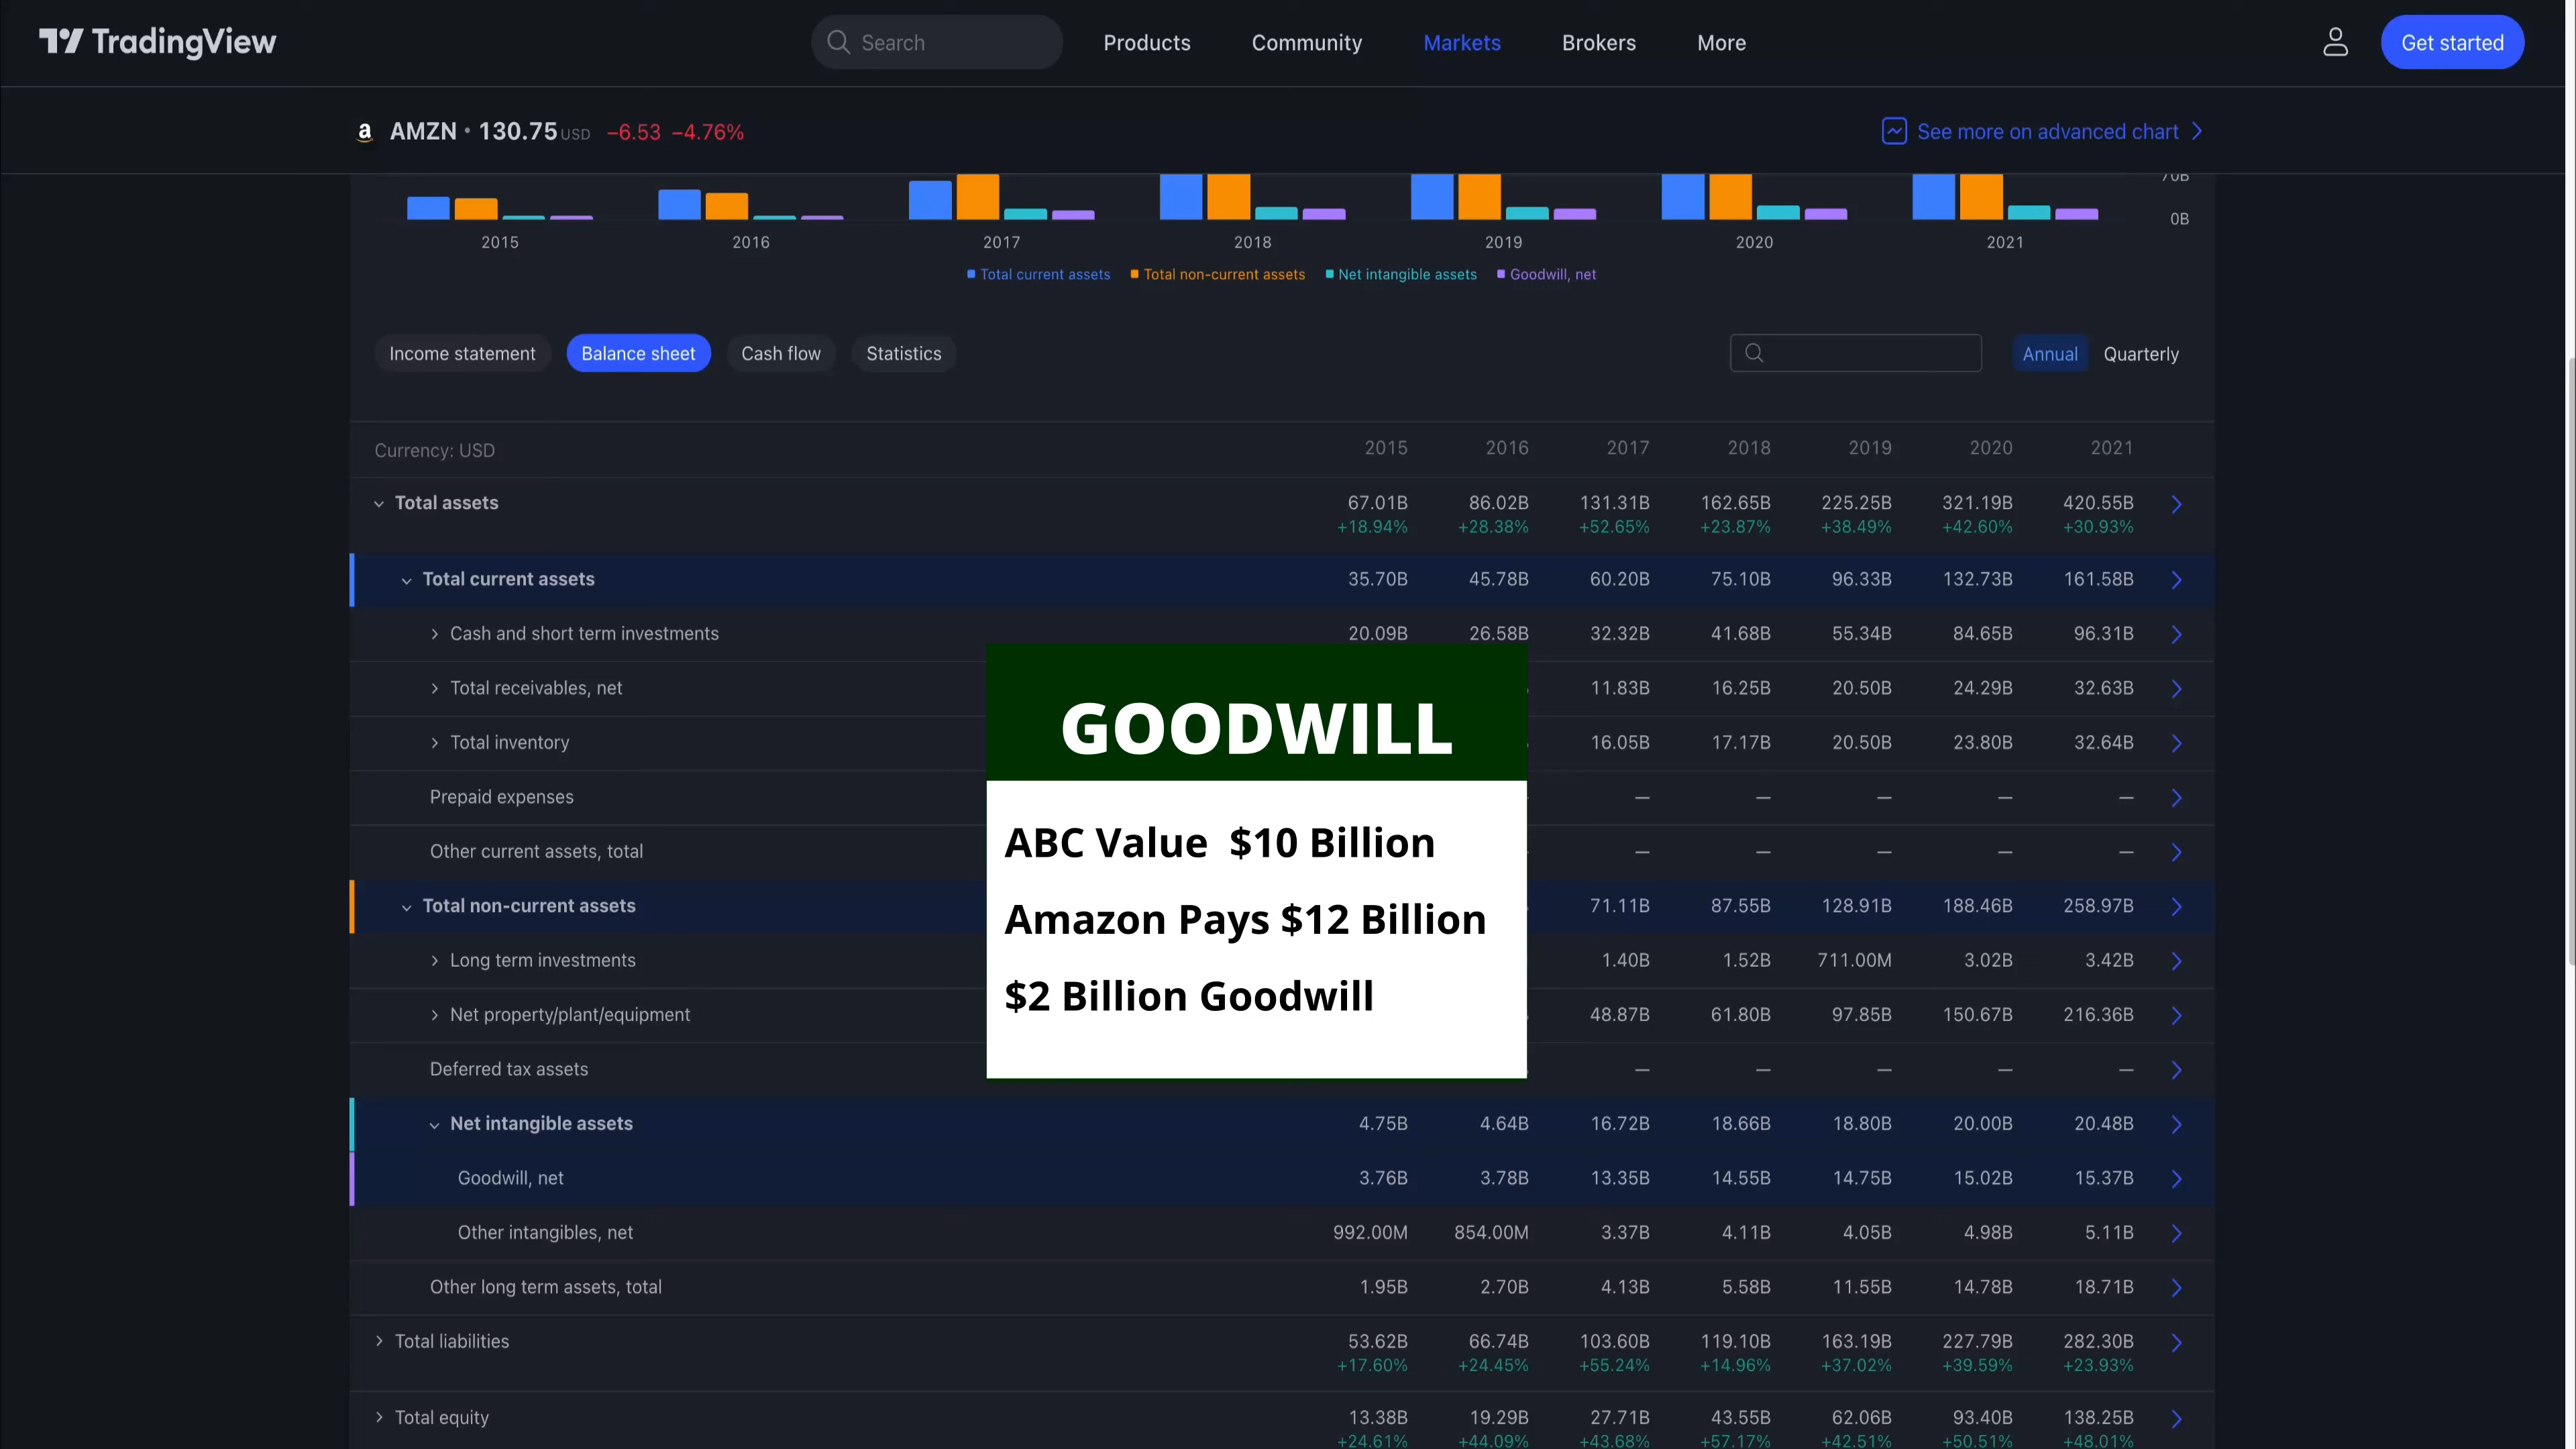 TradingView
Search
Products Community Markets Brokers More
Get started
AMZN • 130.75 USD −6.53 −4.76%
See more on advanced chart
0B
2015 2016 2017 2018 2019 2020 2021
Total current assets Total non-current assets Net intangible assets Goodwill, net
Income statement Balance sheet Cash flow Statistics
Annual Quarterly
Currency: USD 2015 2016 2017 2018 2019 2020 2021
Total assets 67.01B 86.02B 131.31B 162.65B 225.25B 321.19B 420.55B
+18.94% +28.38% +52.65% +23.87% +38.49% +42.60% +30.93%
Total current assets 35.70B 45.78B 60.20B 75.10B 96.33B 132.73B 161.58B
Cash and short term investments 20.09B 26.58B 32.32B 41.68B 55.34B 84.65B 96.31B
Total receivables, net 11.83B 16.25B 20.50B 24.29B 32.63B
GOODWILL
Total inventory 16.05B 17.17B 20.50B 23.80B 32.64B
Prepaid expenses — — — — —
ABC Value $10 Billion
Other current assets, total — — — — —
Total non-current assets 71.11B 87.55B 128.91B 188.46B 258.97B
Amazon Pays $12 Billion
Long term investments 1.40B 1.52B 711.00M 3.02B 3.42B
$2 Billion Goodwill
Net property/plant/equipment 48.87B 61.80B 97.85B 150.67B 216.36B
Deferred tax assets — — — — —
Net intangible assets 4.75B 4.64B 16.72B 18.66B 18.80B 20.00B 20.48B
Goodwill, net 3.76B 3.78B 13.35B 14.55B 14.75B 15.02B 15.37B
Other intangibles, net 992.00M 854.00M 3.37B 4.11B 4.05B 4.98B 5.11B
Other long term assets, total 1.95B 2.70B 4.13B 5.58B 11.55B 14.78B 18.71B
Total liabilities 53.62B 66.74B 103.60B 119.10B 163.19B 227.79B 282.30B
+17.60% +24.45% +55.24% +14.96% +37.02% +39.59% +23.93%
Total equity 13.38B 19.29B 27.71B 43.55B 62.06B 93.40B 138.25B
+24.61% +44.09% +43.68% +57.17% +42.51% +50.51% +48.01%